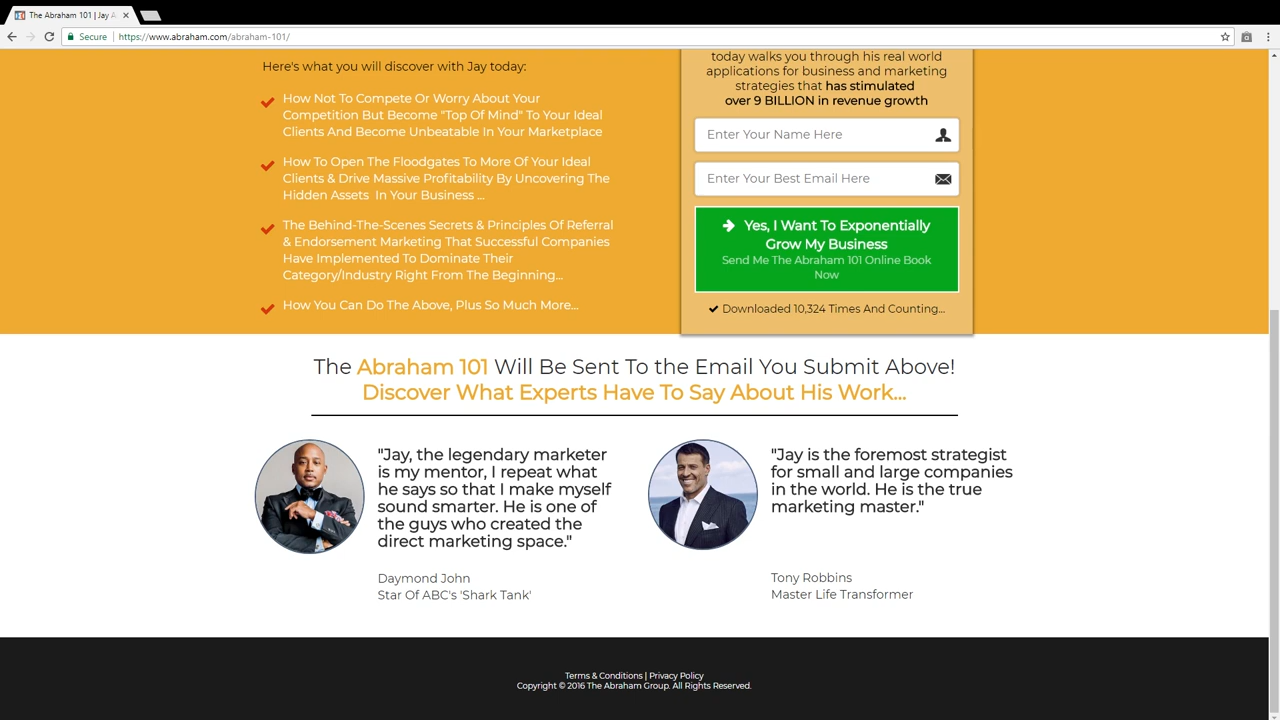 The Abraham 101 | Jay A
Secure | https://www.abraham.com/abraham-101/
Here's what you will discover with Jay today:
How Not To Compete Or Worry About Your
Competition But Become "Top Of Mind" To Your Ideal
Clients And Become Unbeatable In Your Marketplace
How To Open The Floodgates To More Of Your Ideal
Clients & Drive Massive Profitability By Uncovering The
Hidden Assets In Your Business ...
The Behind-The-Scenes Secrets & Principles Of Referral
& Endorsement Marketing That Successful Companies
Have Implemented To Dominate Their
Category/Industry Right From The Beginning...
How You Can Do The Above, Plus So Much More...
today walks you through his real world
applications for business and marketing
strategies that has stimulated
over 9 BILLION in revenue growth
Enter Your Name Here
Enter Your Best Email Here
Yes, I Want To Exponentially
Grow My Business
Send Me The Abraham 101 Online Book
Now
Downloaded 10,324 Times And Counting...
The Abraham 101 Will Be Sent To the Email You Submit Above!
Discover What Experts Have To Say About His Work...
"Jay, the legendary marketer
is my mentor, I repeat what
he says so that I make myself
sound smarter. He is one of
the guys who created the
direct marketing space."
Daymond John
Star Of ABC's 'Shark Tank'
"Jay is the foremost strategist
for small and large companies
in the world. He is the true
marketing master."
Tony Robbins
Master Life Transformer
Terms & Conditions | Privacy Policy
Copyright © 2016 The Abraham Group. All Rights Reserved.